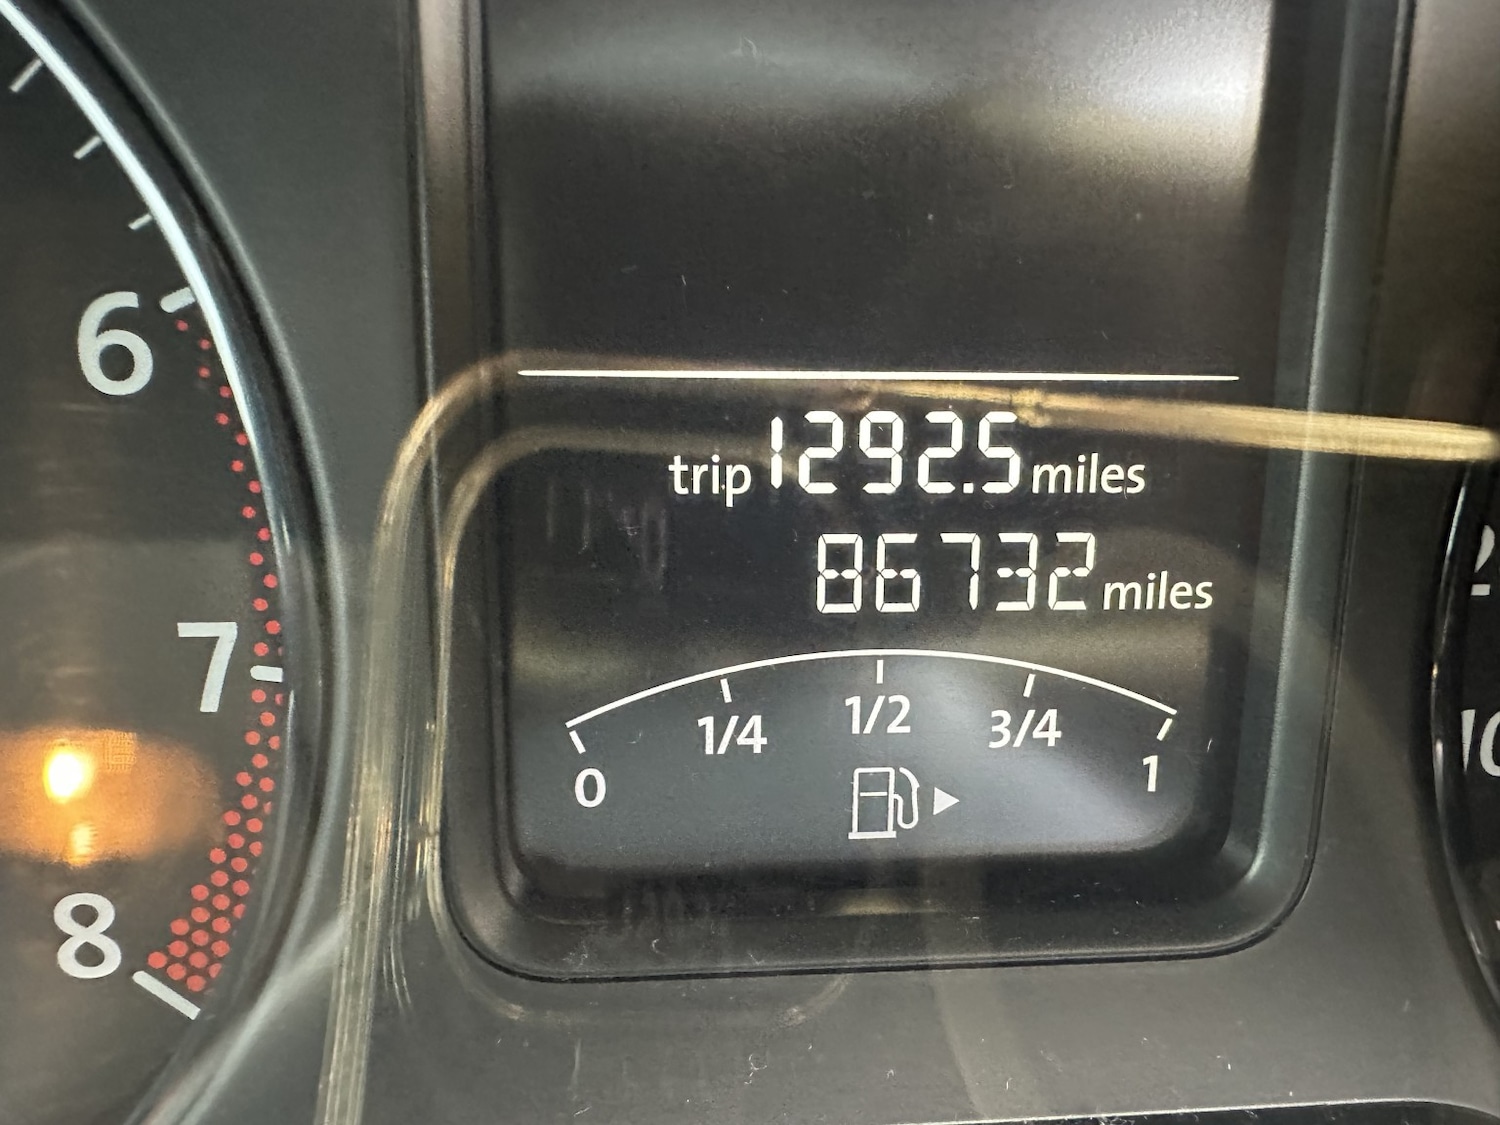 6
7
8
trip 1292.5 miles
86732 miles
0 1/4 1/2 3/4 1